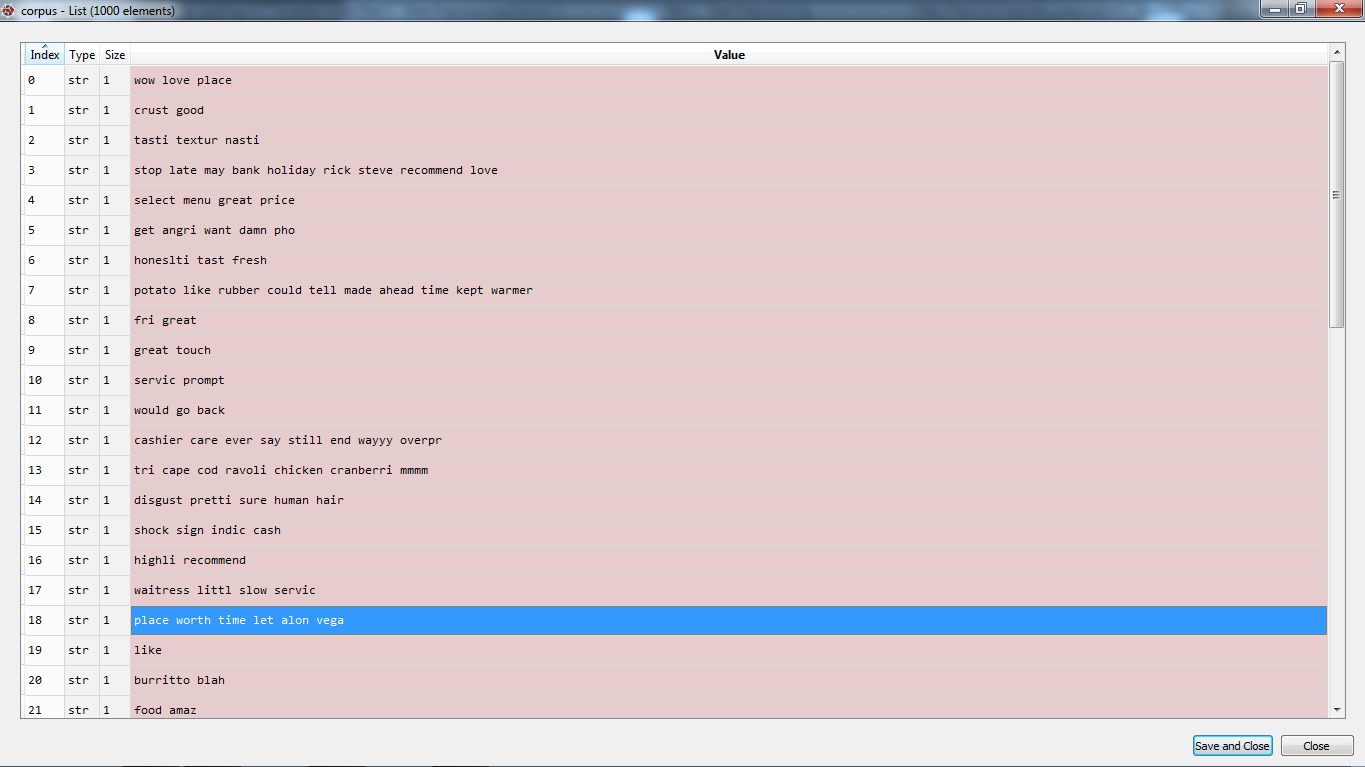 corpus - List (1000 elements)
Index Type Size Value
0 str 1 wow love place
1 str 1 crust good
2 str 1 tasti textur nasti
3 str 1 stop late may bank holiday rick steve recommend love
4 str 1 select menu great price
5 str 1 get angri want damn pho
6 str 1 honeslti tast fresh
7 str 1 potato like rubber could tell made ahead time kept warmer
8 str 1 fri great
9 str 1 great touch
10 str 1 servic prompt
11 str 1 would go back
12 str 1 cashier care ever say still end wayyy overpr
13 str 1 tri cape cod ravoli chicken cranberri mmmm
14 str 1 disgust pretti sure human hair
15 str 1 shock sign indic cash
16 str 1 highli recommend
17 str 1 waitress littl slow servic
18 str 1 place worth time let alon vega
19 str 1 like
20 str 1 burritto blah
21 str 1 food amaz
Save and Close Close